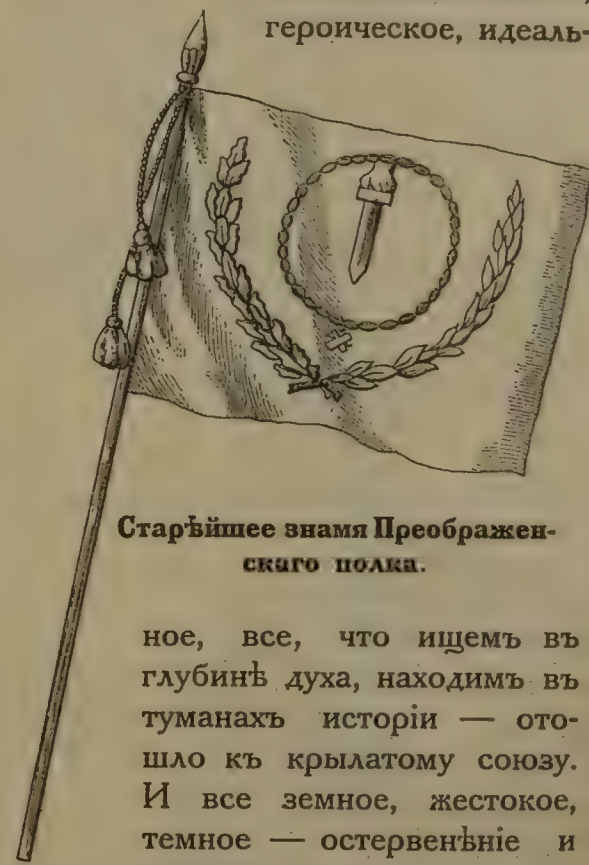 героическое, идеаль-
Старѣйшее знамя Преображен-
скаго полка.
ное, все, что ищемъ въ
глубинѣ духа, находимъ въ
туманахъ исторіи — ото-
шло къ крылатому союзу.
И все земное, жестокое,
темное — остервенѣніе и